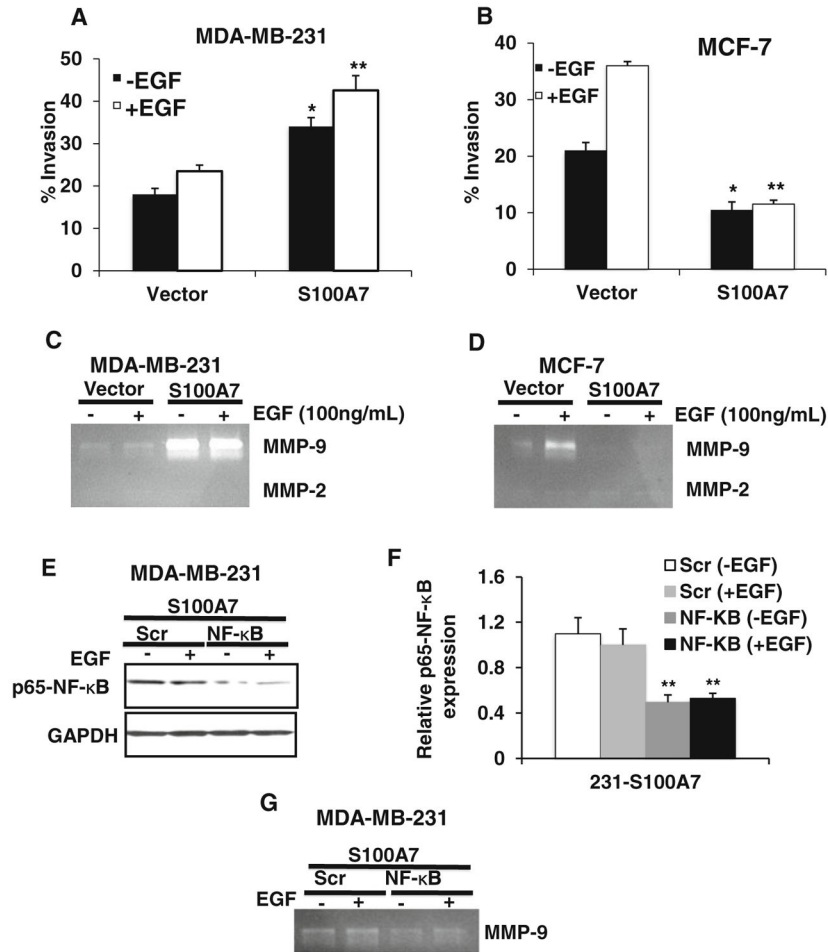 A
MDA-MB-231
50
40
30
20
10
0
% Invasion
-EGF
+EGF
*
**
Vector
S100A7
B
MCF-7
40
30
20
10
0
% Invasion
-EGF
+EGF
*
**
Vector
S100A7
C
MDA-MB-231
Vector S100A7
- + - + EGF (100ng/mL)
MMP-9
MMP-2
D
MCF-7
Vector S100A7
- + - + EGF (100ng/mL)
MMP-9
MMP-2
E
MDA-MB-231
S100A7
Scr NF-κB
EGF - + - +
p65-NF-κB
GAPDH
F
Scr (-EGF)
Scr (+EGF)
NF-KB (-EGF)
NF-KB (+EGF)
1.6
1.2
0.8
0.4
0
Relative p65-NF-κB
expression
**
**
231-S100A7
G
MDA-MB-231
S100A7
Scr NF-κB
EGF - + - +
MMP-9